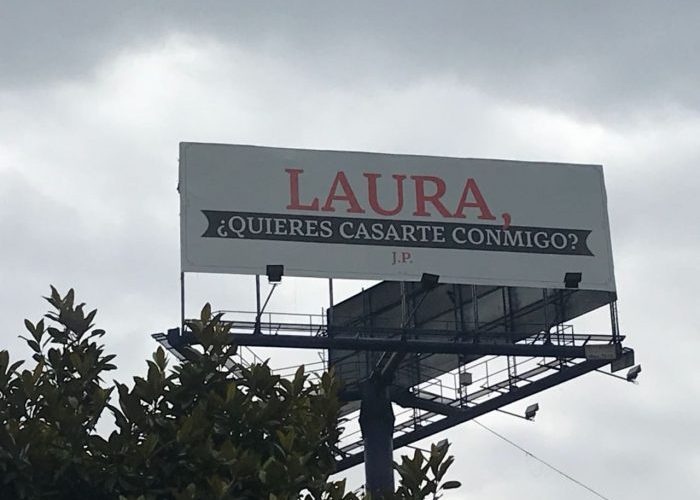 LAURA,
¿QUIERES CASARTE CONMIGO?
J.P.